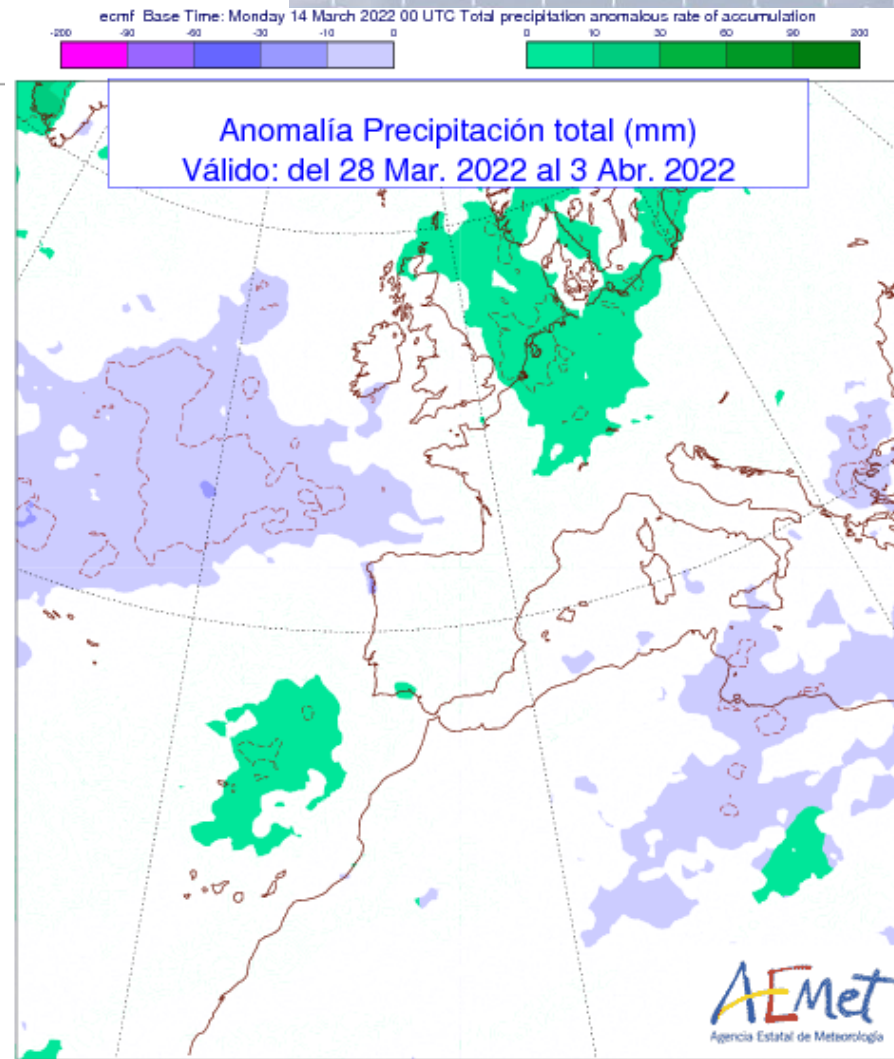 ecmf Base Time: Monday 14 March 2022 00 UTC Total precipitation anomalous rate of accumulation
-200 -90 -60 -30 -10 0 0 10 30 60 90 200
Anomalía Precipitación total (mm)
Válido: del 28 Mar. 2022 al 3 Abr. 2022
AEMet
Agencia Estatal de Meteorología